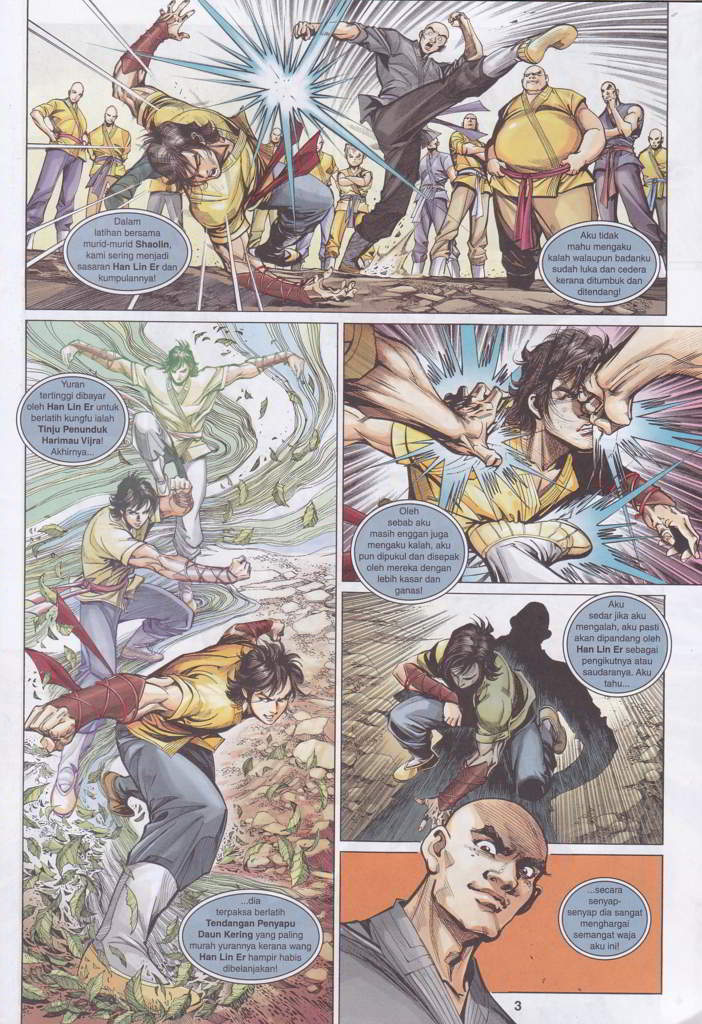 Dalam
latihan bersama
murid-murid Shaolin,
kami sering menjadi
sasaran Han Lin Er dan
kumpulannya!
Aku tidak
mahu mengaku
kalah walaupun badanku
sudah luka dan cedera
kerana ditumbuk dan
ditendang!
Yuran
tertinggi dibayar
oleh Han Lin Er untuk
berlatih kungfu ialah
Tinju Penunduk
Harimau Vijra!
Akhirnya...
...dia
terpaksa berlatih
Tendangan Penyapu
Daun Kering yang paling
murah yurannya kerana wang
Han Lin Er hampir habis
dibelanjakan!
Oleh
sebab aku
masih enggan juga
mengaku kalah, aku
pun dipukul dan disepak
oleh mereka dengan
lebih kasar dan
ganas!
Aku
sedar jika aku
mengalah, aku pasti
akan dipandang oleh
Han Lin Er sebagai
pengikutnya atau
saudaranya. Aku
tahu...
...secara
senyap-
senyap dia sangat
menghargai
semangat waja
aku ini!
3